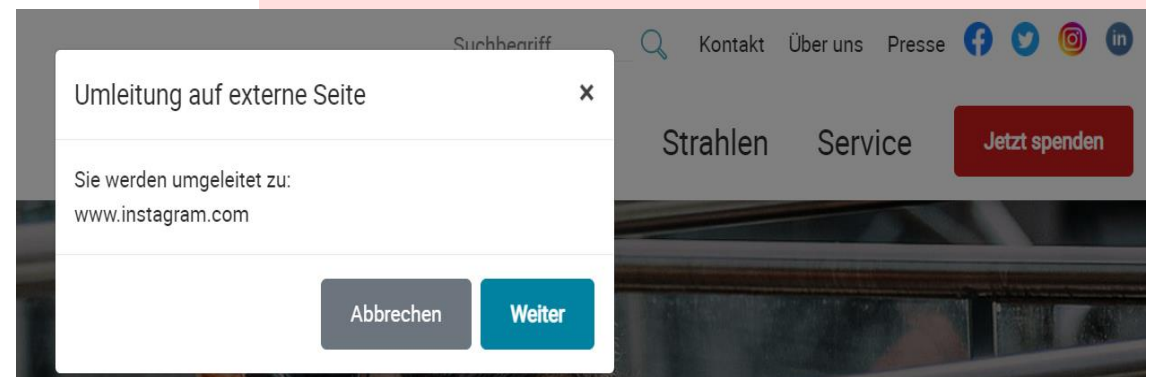 Suchbegriff
Kontakt Über uns Presse
Umleitung auf externe Seite ×
Strahlen Service Jetzt spenden
Sie werden umgeleitet zu:
www.instagram.com
Abbrechen Weiter